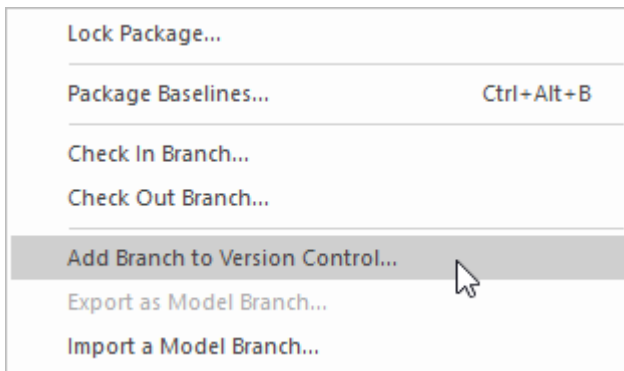 Lock Package...
Package Baselines... Ctrl+Alt+B
Check In Branch...
Check Out Branch...
Add Branch to Version Control...
Export as Model Branch...
Import a Model Branch...